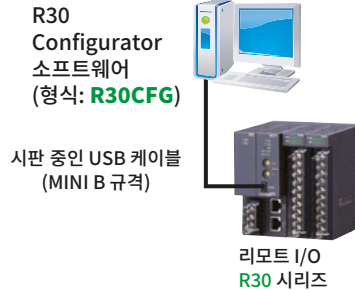 R30
Configurator
소프트웨어
(형식: R30CFG)
시판 중인 USB 케이블
(MINI B 규격)
리모트 I/O
R30 시리즈